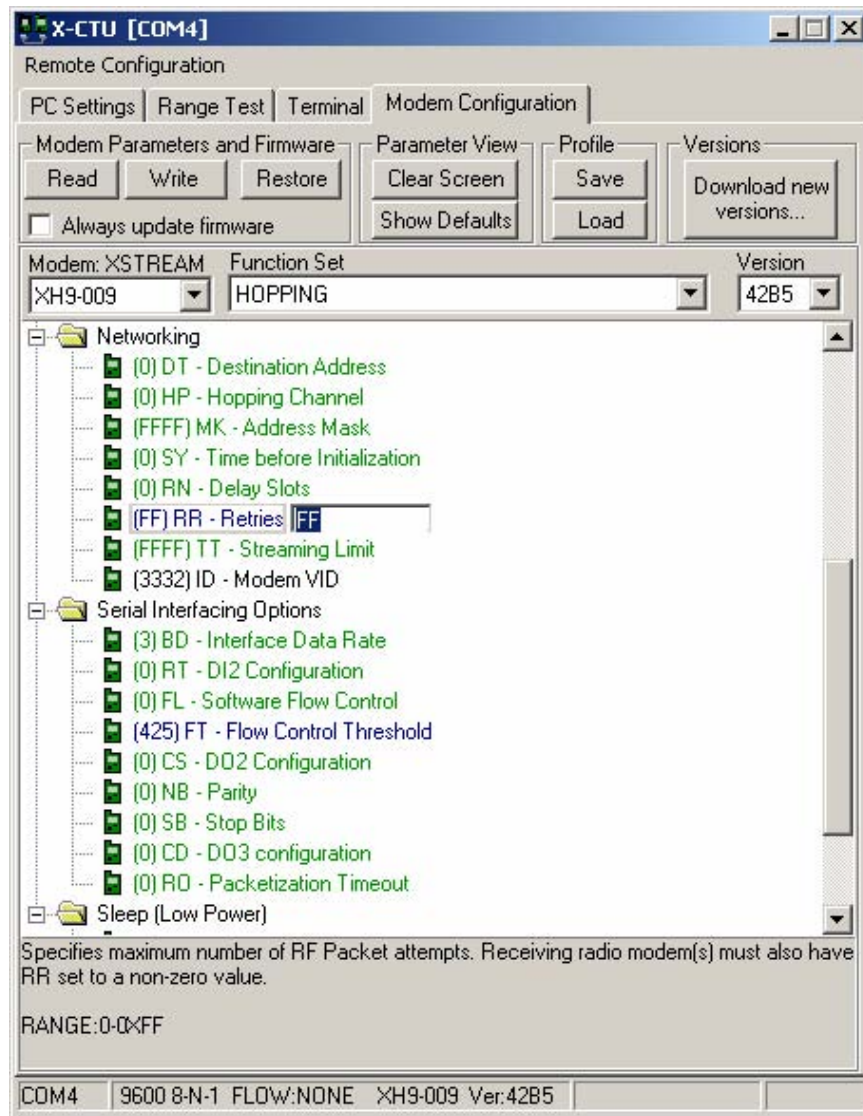 X-CTU [COM4]
Remote Configuration
PC Settings Range Test Terminal Modem Configuration
Modem Parameters and Firmware Parameter View Profile Versions
Read Write Restore Clear Screen Save Download new versions...
Always update firmware Show Defaults Load
Modem: XSTREAM Function Set Version
XH9-009 HOPPING 42B5
Networking
(0) DT - Destination Address
(0) HP - Hopping Channel
(FFFF) MK - Address Mask
(0) SY - Time before Initialization
(0) RN - Delay Slots
(FF) RR - Retries FF
(FFFF) TT - Streaming Limit
(3332) ID - Modem VID
Serial Interfacing Options
(3) BD - Interface Data Rate
(0) RT - DI2 Configuration
(0) FL - Software Flow Control
(425) FT - Flow Control Threshold
(0) CS - DO2 Configuration
(0) NB - Parity
(0) SB - Stop Bits
(0) CD - DO3 configuration
(0) RO - Packetization Timeout
Sleep (Low Power)
Specifies maximum number of RF Packet attempts. Receiving radio modem(s) must also have
RR set to a non-zero value.
RANGE:0-0XFF
COM4 9600 8-N-1 FLOW:NONE XH9-009 Ver:42B5